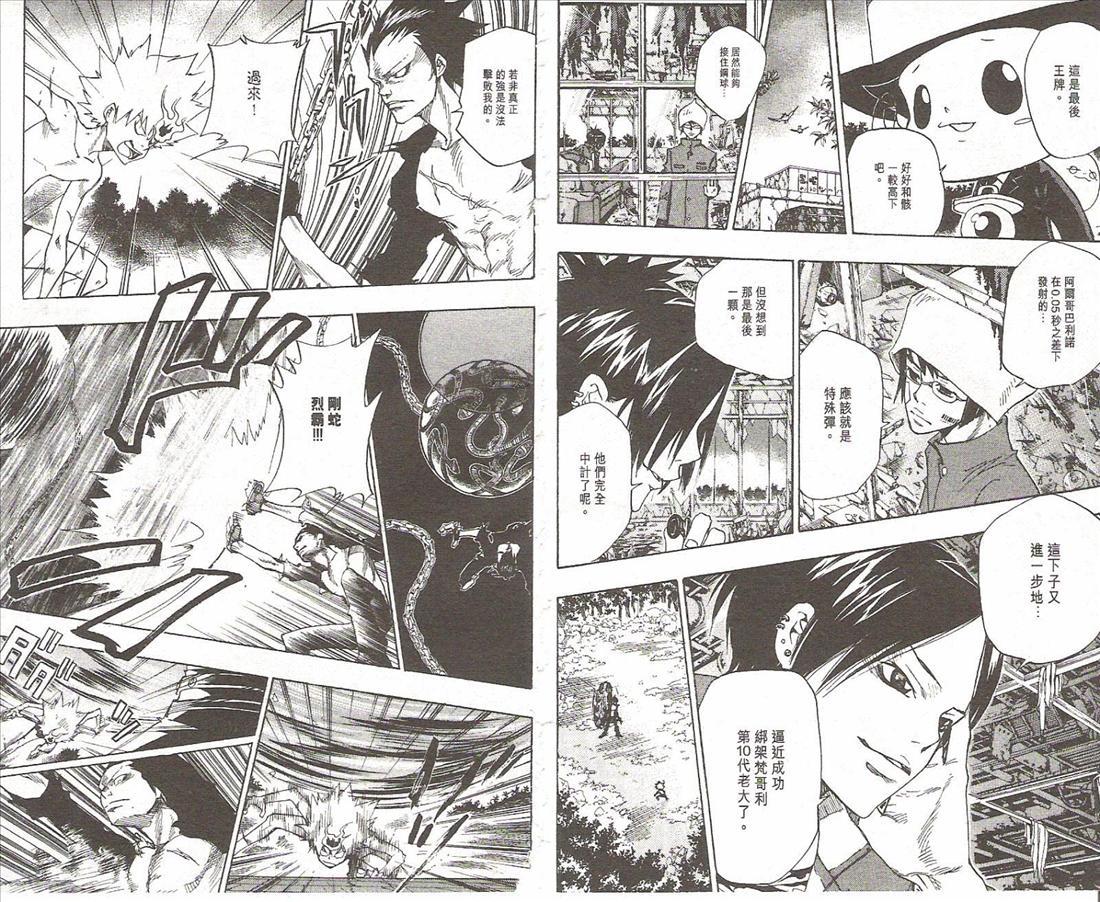 這是最後
王牌。
好好和骸
一較高下
吧。
居然能夠
接住鋼球…
阿爾哥巴利諾
在0.05秒之差下
發射的…
應該就是
特殊彈。
但沒想到
那是最後
一顆。
他們完全
中計了呢。
這下子又
進一步地…
逼近成功
綁架梵哥利
第10代老大了。
若非真正
的強是沒法
擊敗我的。
過來！
剛蛇
烈霸!!!